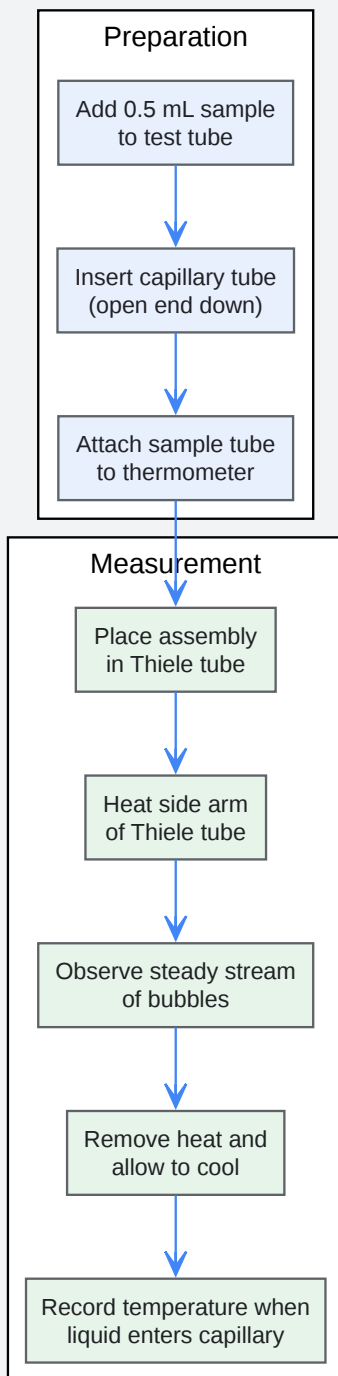 Preparation
Add 0.5 mL sample
to test tube
Insert capillary tube
(open end down)
Attach sample tube
to thermometer
Measurement
Place assembly
in Thiele tube
Heat side arm
of Thiele tube
Observe steady stream
of bubbles
Remove heat and
allow to cool
Record temperature when
liquid enters capillary